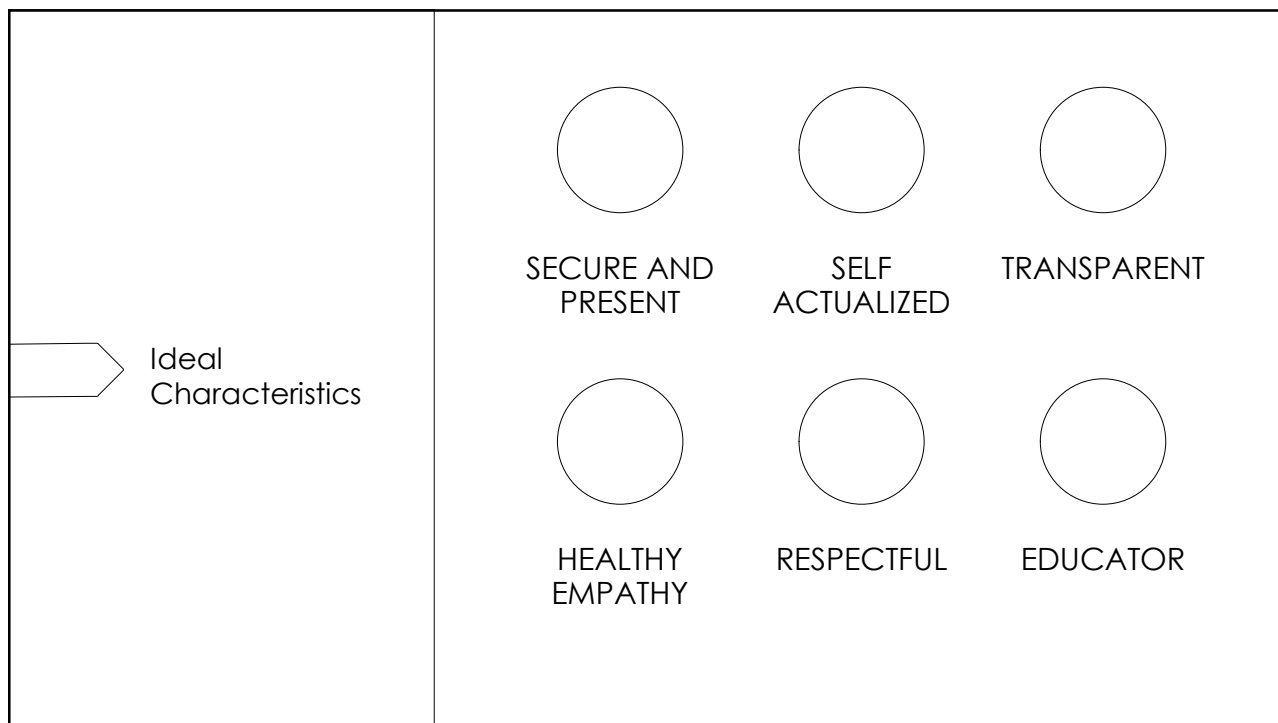 Ideal
Characteristics
SECURE AND
PRESENT
SELF
ACTUALIZED
TRANSPARENT
HEALTHY
EMPATHY
RESPECTFUL
EDUCATOR